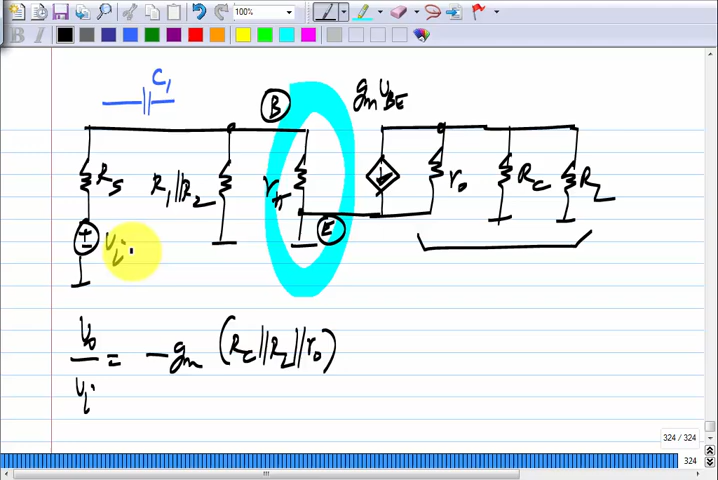 100%
B I
C1
B
gm vBE
Rs
R1||R2
rπ
ro
RC
RL
+
-
vi
E
vo/vi = -gm (RC||RL||ro)
324 / 324
324